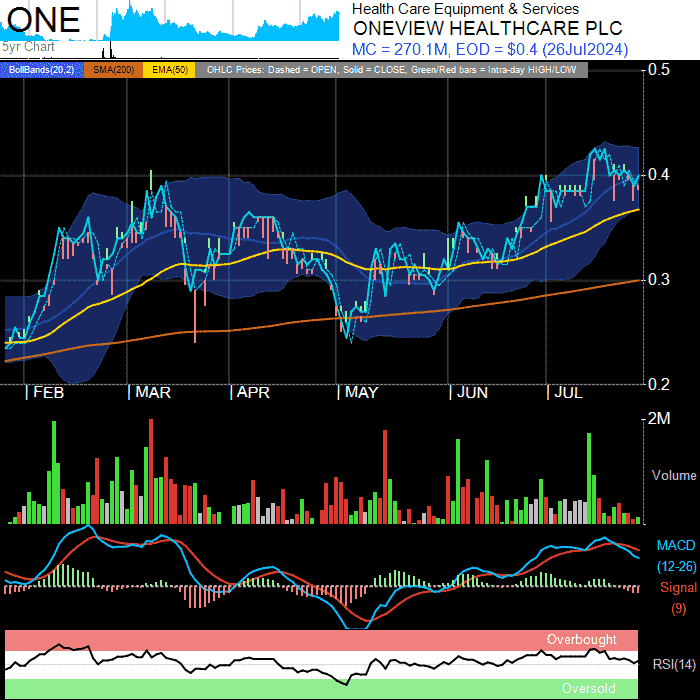 ONE
5yr Chart
Health Care Equipment & Services
ONEVIEW HEALTHCARE PLC
MC = 270.1M, EOD = $0.4 (26Jul2024)
BollBands(20,2) SMA(200) EMA(50) OHLC Prices: Dashed = OPEN, Solid = CLOSE, Green/Red bars = Intra-day HIGH/LOW
0.5
0.4
0.3
0.2
| FEB | MAR | APR | MAY | JUN | JUL
2M
Volume
MACD
(12-26)
Signal
(9)
Overbought
RSI(14)
Oversold